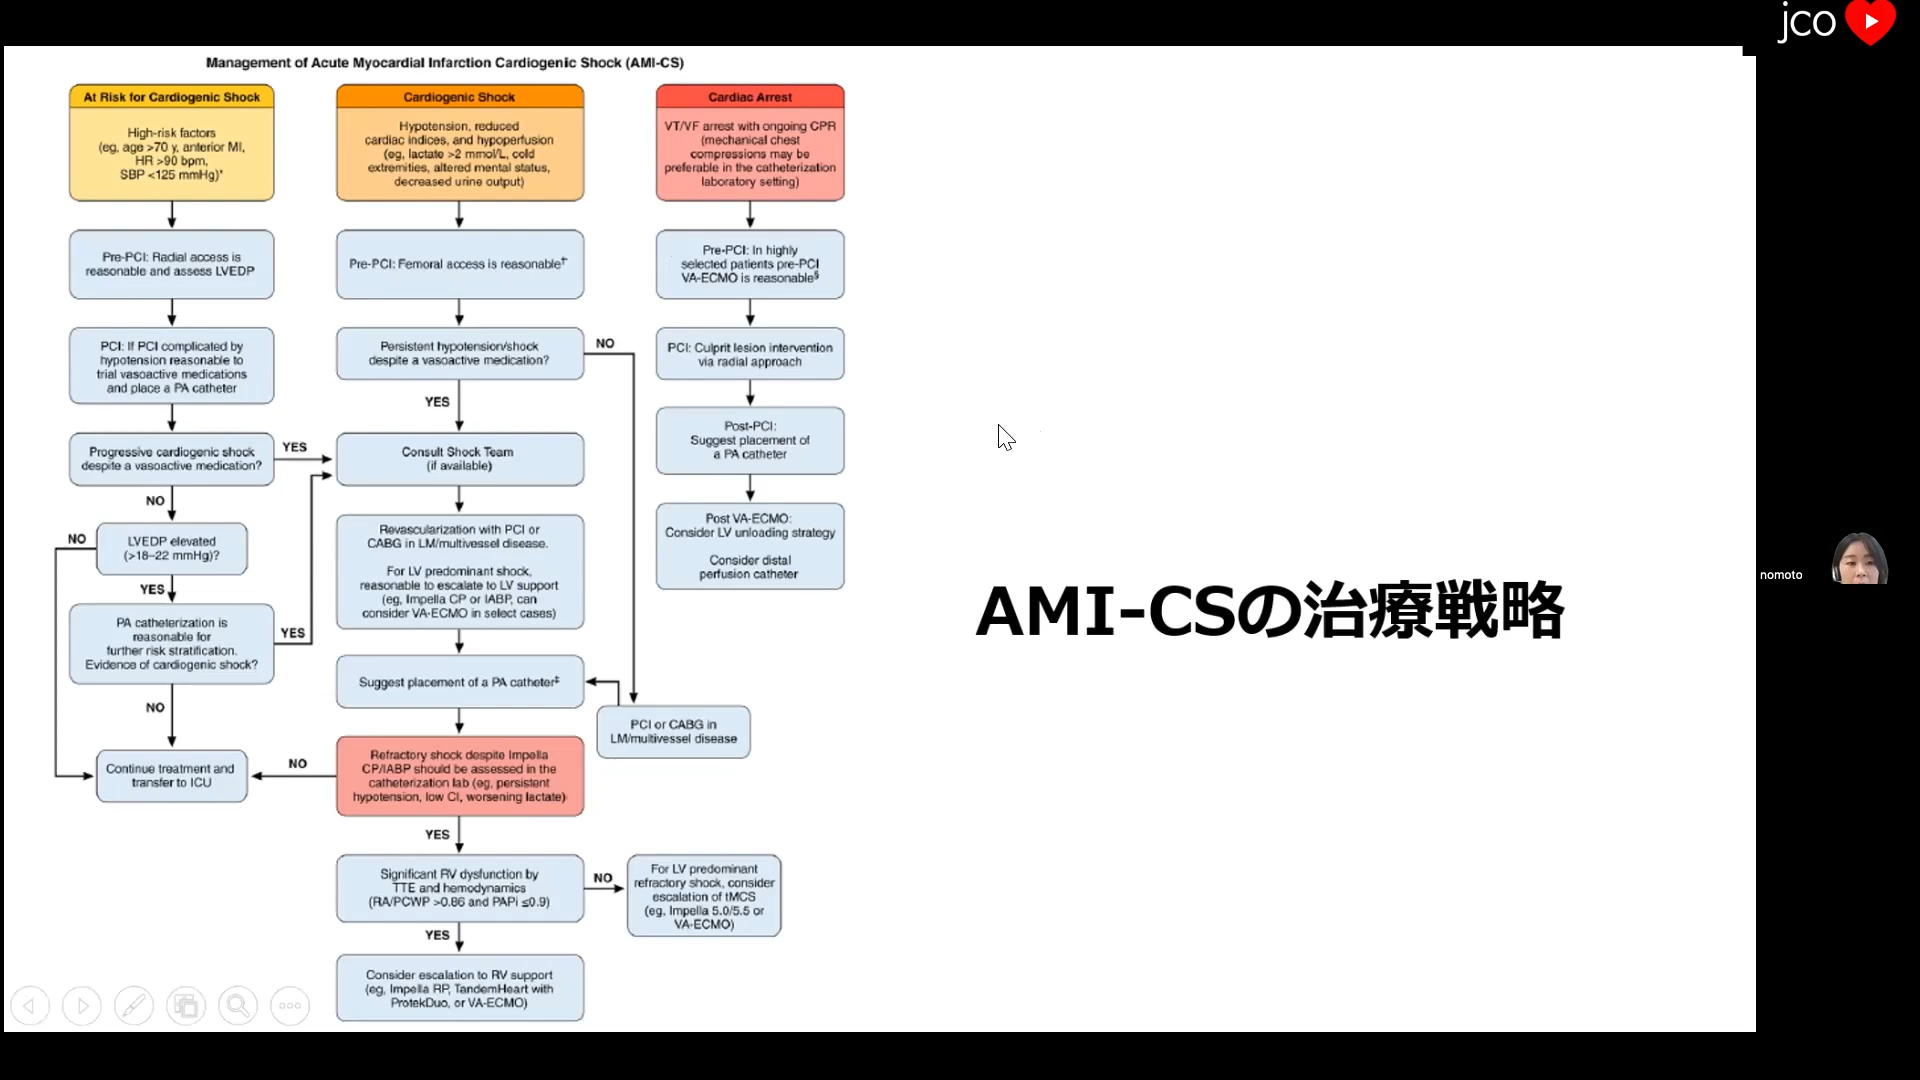 jco
Management of Acute Myocardial Infarction Cardiogenic Shock (AMI-CS)
At Risk for Cardiogenic Shock
High-risk factors
(eg, age >70 y, anterior MI,
HR >90 bpm,
SBP <125 mmHg)*
Pre-PCI: Radial access is
reasonable and assess LVEDP
PCI: If PCI complicated by
hypotension reasonable to
trial vasoactive medications
and place a PA catheter
Progressive cardiogenic shock
despite a vasoactive medication?
YES
NO
LVEDP elevated
(>18–22 mmHg)?
NO
YES
PA catheterization is
reasonable for
further risk stratification.
Evidence of cardiogenic shock?
YES
NO
Continue treatment and
transfer to ICU
Cardiogenic Shock
Hypotension, reduced
cardiac indices, and hypoperfusion
(eg, lactate >2 mmol/L, cold
extremities, altered mental status,
decreased urine output)
Pre-PCI: Femoral access is reasonable†
Persistent hypotension/shock
despite a vasoactive medication?
NO
YES
Consult Shock Team
(if available)
Revascularization with PCI or
CABG in LM/multivessel disease.
For LV predominant shock,
reasonable to escalate to LV support
(eg, Impella CP or IABP, can
consider VA-ECMO in select cases)
Suggest placement of a PA catheter‡
PCI or CABG in
LM/multivessel disease
Refractory shock despite Impella
CP/IABP should be assessed in the
catheterization lab (eg, persistent
hypotension, low CI, worsening lactate)
NO
YES
Significant RV dysfunction by
TTE and hemodynamics
(RA/PCWP >0.86 and PAPi ≤0.9)
NO
For LV predominant
refractory shock, consider
escalation of tMCS
(eg, Impella 5.0/5.5 or
VA-ECMO)
YES
Consider escalation to RV support
(eg, Impella RP, TandemHeart with
ProtekDuo, or VA-ECMO)
Cardiac Arrest
VT/VF arrest with ongoing CPR
(mechanical chest
compressions may be
preferable in the catheterization
laboratory setting)
Pre-PCI: In highly
selected patients pre-PCI
VA-ECMO is reasonable§
PCI: Culprit lesion intervention
via radial approach
Post-PCI:
Suggest placement of
a PA catheter
Post VA-ECMO:
Consider LV unloading strategy
Consider distal
perfusion catheter
AMI-CSの治療戦略
nomoto